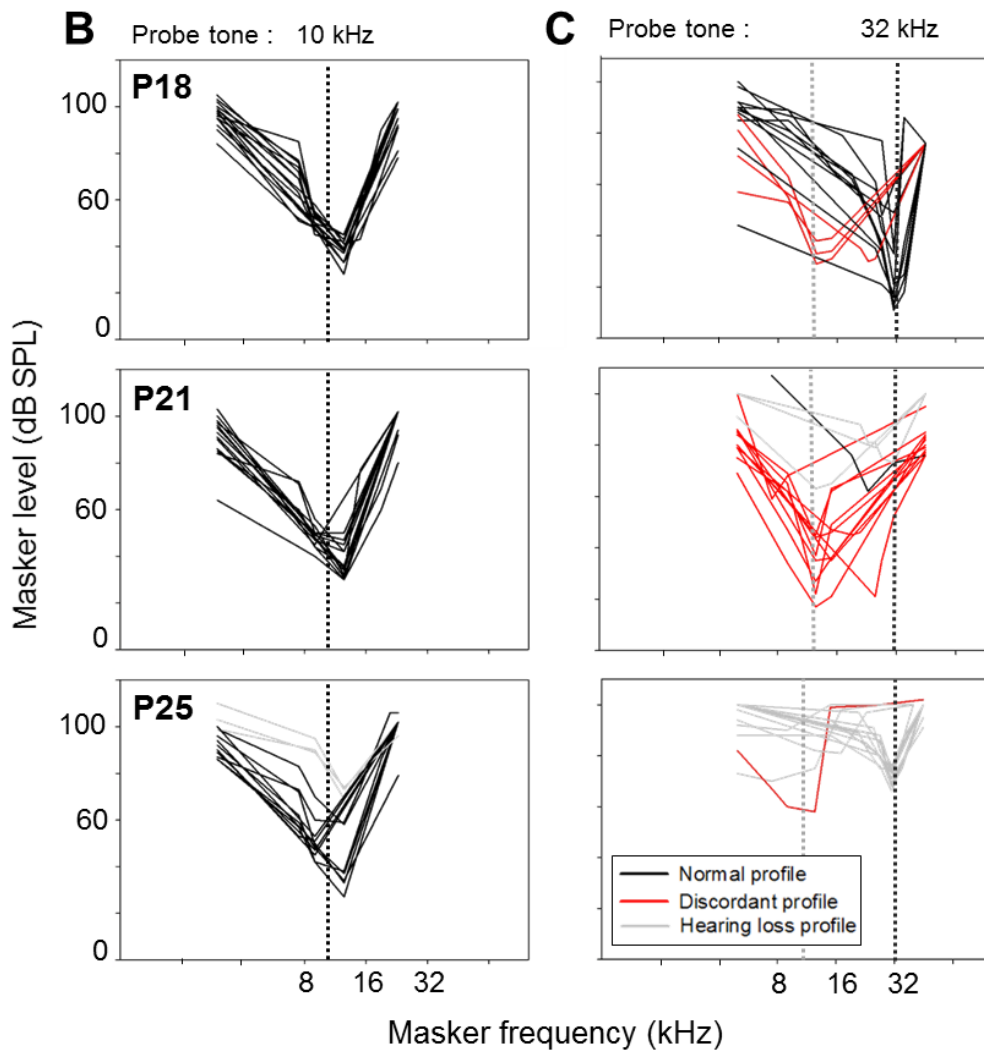 B Probe tone : 10 kHz
C Probe tone : 32 kHz
P18
100
60
0
P21
100
60
0
P25
100
60
0
Masker level (dB SPL)
Normal profile
Discordant profile
Hearing loss profile
8 16 32
8 16 32
Masker frequency (kHz)